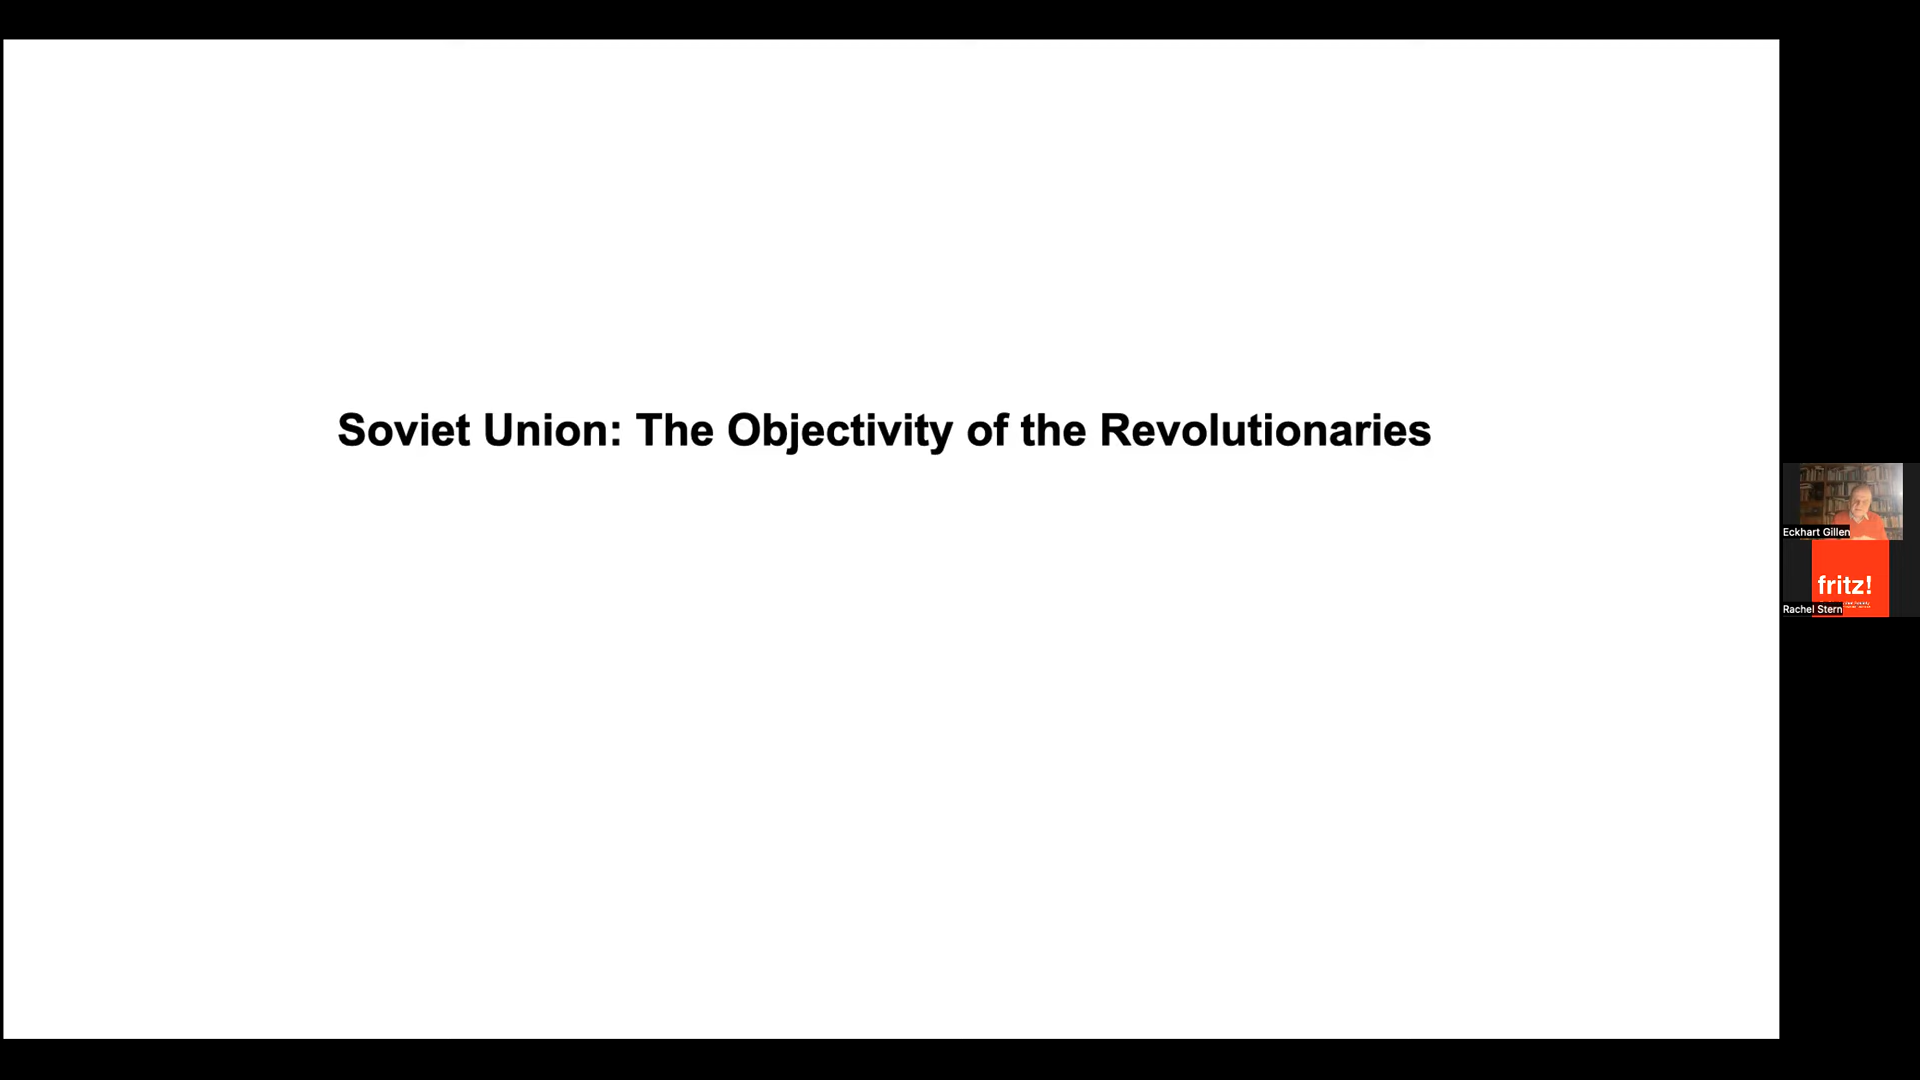 Soviet Union: The Objectivity of the Revolutionaries
Eckhart Gillen
fritz!
Rachel Stern